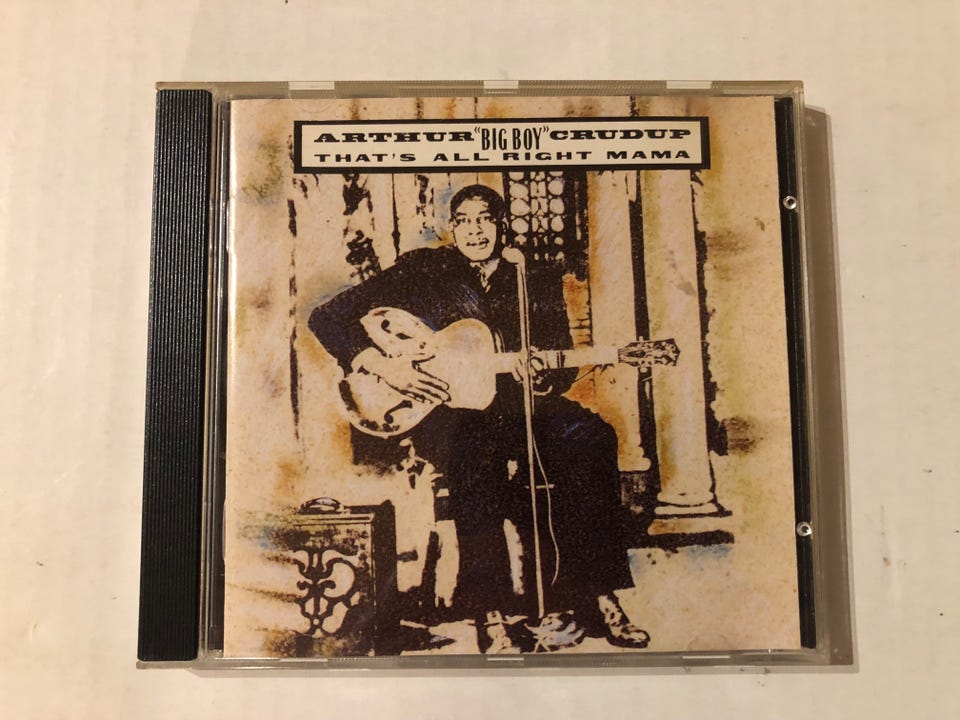 ARTHUR "BIG BOY" CRUDUP
THAT'S ALL RIGHT MAMA